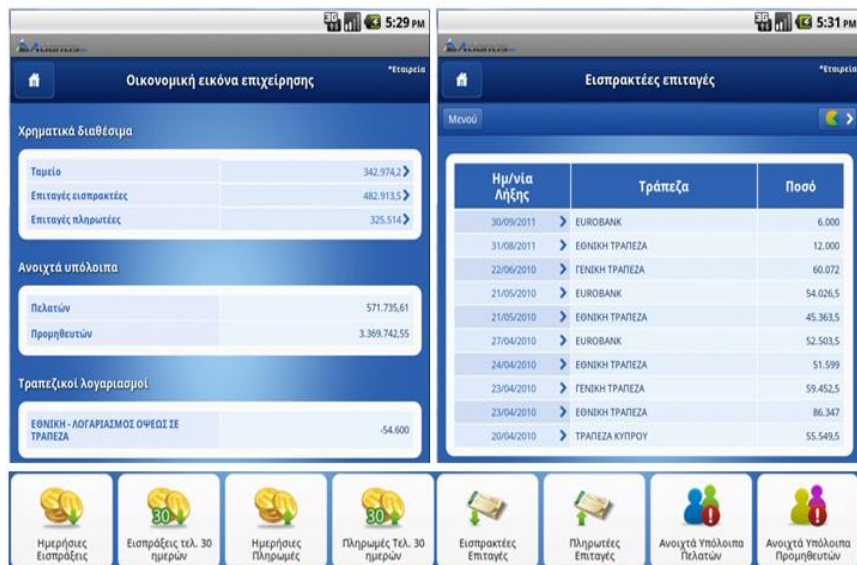 5:29 PM
Atlantis
*Εταιρεία
Οικονομική εικόνα επιχείρησης
Χρηματικά διαθέσιμα
Ταμείο 342.974,2
Επιταγές εισπρακτέες 482.913,5
Επιταγές πληρωτέες 325.514
Ανοιχτά υπόλοιπα
Πελατών 571.735,61
Προμηθευτών 3.369.742,55
Τραπεζικοί λογαριασμοί
ΕΘΝΙΚΗ - ΛΟΓΑΡΙΑΣΜΟΣ ΟΨΕΩΣ ΣΕ
ΤΡΑΠΕΖΑ -54.600
5:31 PM
Atlantis
*Εταιρεία
Εισπρακτέες επιταγές
Μενού
Ημ/νία
Λήξης Τράπεζα Ποσό
30/09/2011 EUROBANK 6.000
31/08/2011 ΕΘΝΙΚΗ ΤΡΑΠΕΖΑ 12.000
22/06/2010 ΓΕΝΙΚΗ ΤΡΑΠΕΖΑ 60.072
21/05/2010 EUROBANK 54.026,5
21/05/2010 ΕΘΝΙΚΗ ΤΡΑΠΕΖΑ 45.363,5
27/04/2010 EUROBANK 52.503,5
24/04/2010 ΕΘΝΙΚΗ ΤΡΑΠΕΖΑ 51.599
23/04/2010 ΓΕΝΙΚΗ ΤΡΑΠΕΖΑ 59.452,5
23/04/2010 ΕΘΝΙΚΗ ΤΡΑΠΕΖΑ 86.347
20/04/2010 ΤΡΑΠΕΖΑ ΚΥΠΡΟΥ 55.549,5
Ημερήσιες
Εισπράξεις
30
Εισπράξεις τελ. 30
ημερών
Ημερήσιες
Πληρωμές
30
Πληρωμές Τελ. 30
ημερών
Εισπρακτέες
Επιταγές
Πληρωτέες
Επιταγές
Ανοιχτά Υπόλοιπα
Πελατών
Ανοιχτά Υπόλοιπα
Προμηθευτών